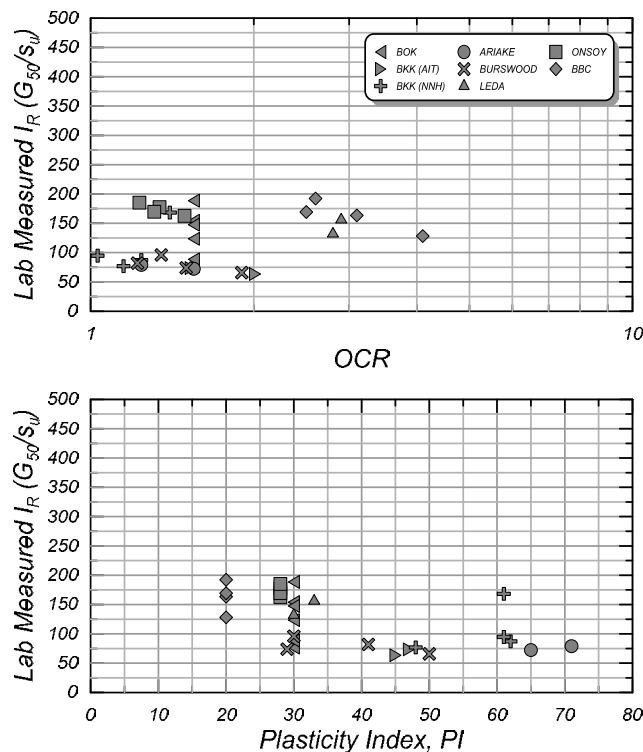 500
450
400
350
300
250
200
150
100
50
0
Lab Measured I_R (G_50/s_u)
BOK
ARIAKE
ONSOY
BKK (AIT)
BURSWOOD
BBC
BKK (NNH)
LEDA
1
10
OCR
500
450
400
350
300
250
200
150
100
50
0
Lab Measured I_R (G_50/s_u)
0 10 20 30 40 50 60 70 80
Plasticity Index, PI